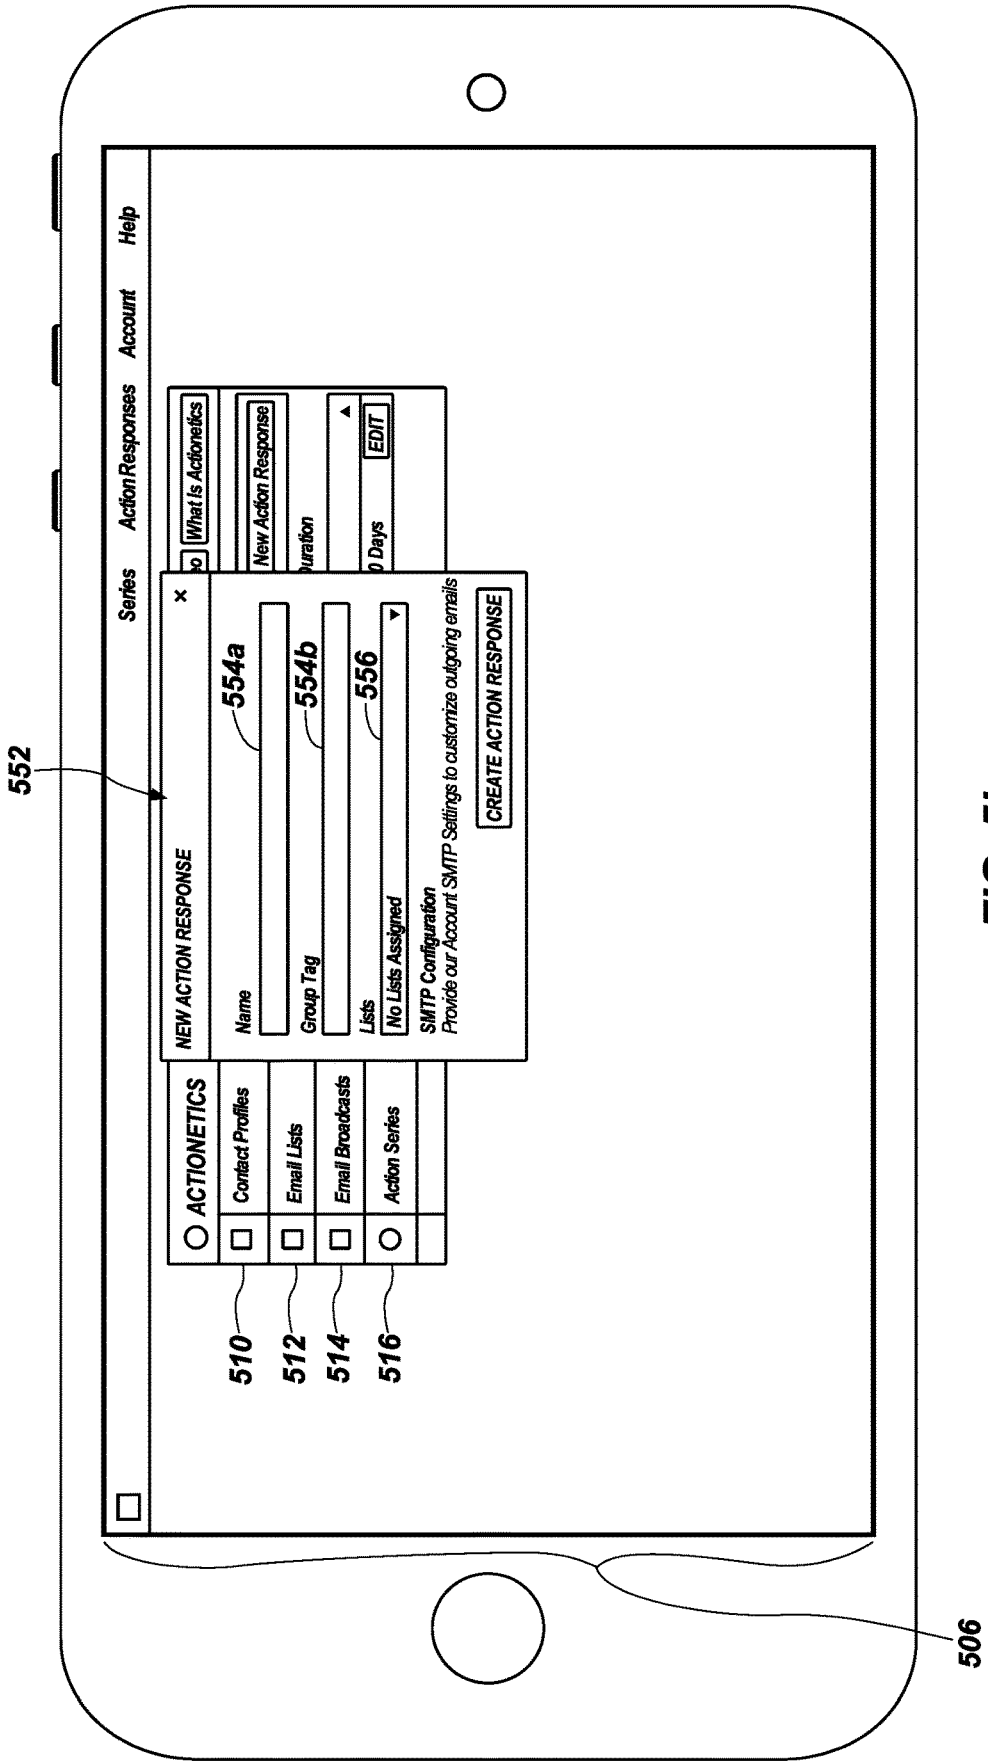 552
Series Action Responses Account Help
NEW ACTION RESPONSE ×
ACTIONETICS
eo What Is Actionetics
510
Contact Profiles
Name
554a
New Action Response
512
Email Lists
Group Tag
554b
Duration
514
Email Broadcasts
Lists
556
No Lists Assigned
516
Action Series
0 Days
EDIT
SMTP Configuration
Provide our Account SMTP Settings to customize outgoing emails
CREATE ACTION RESPONSE
506